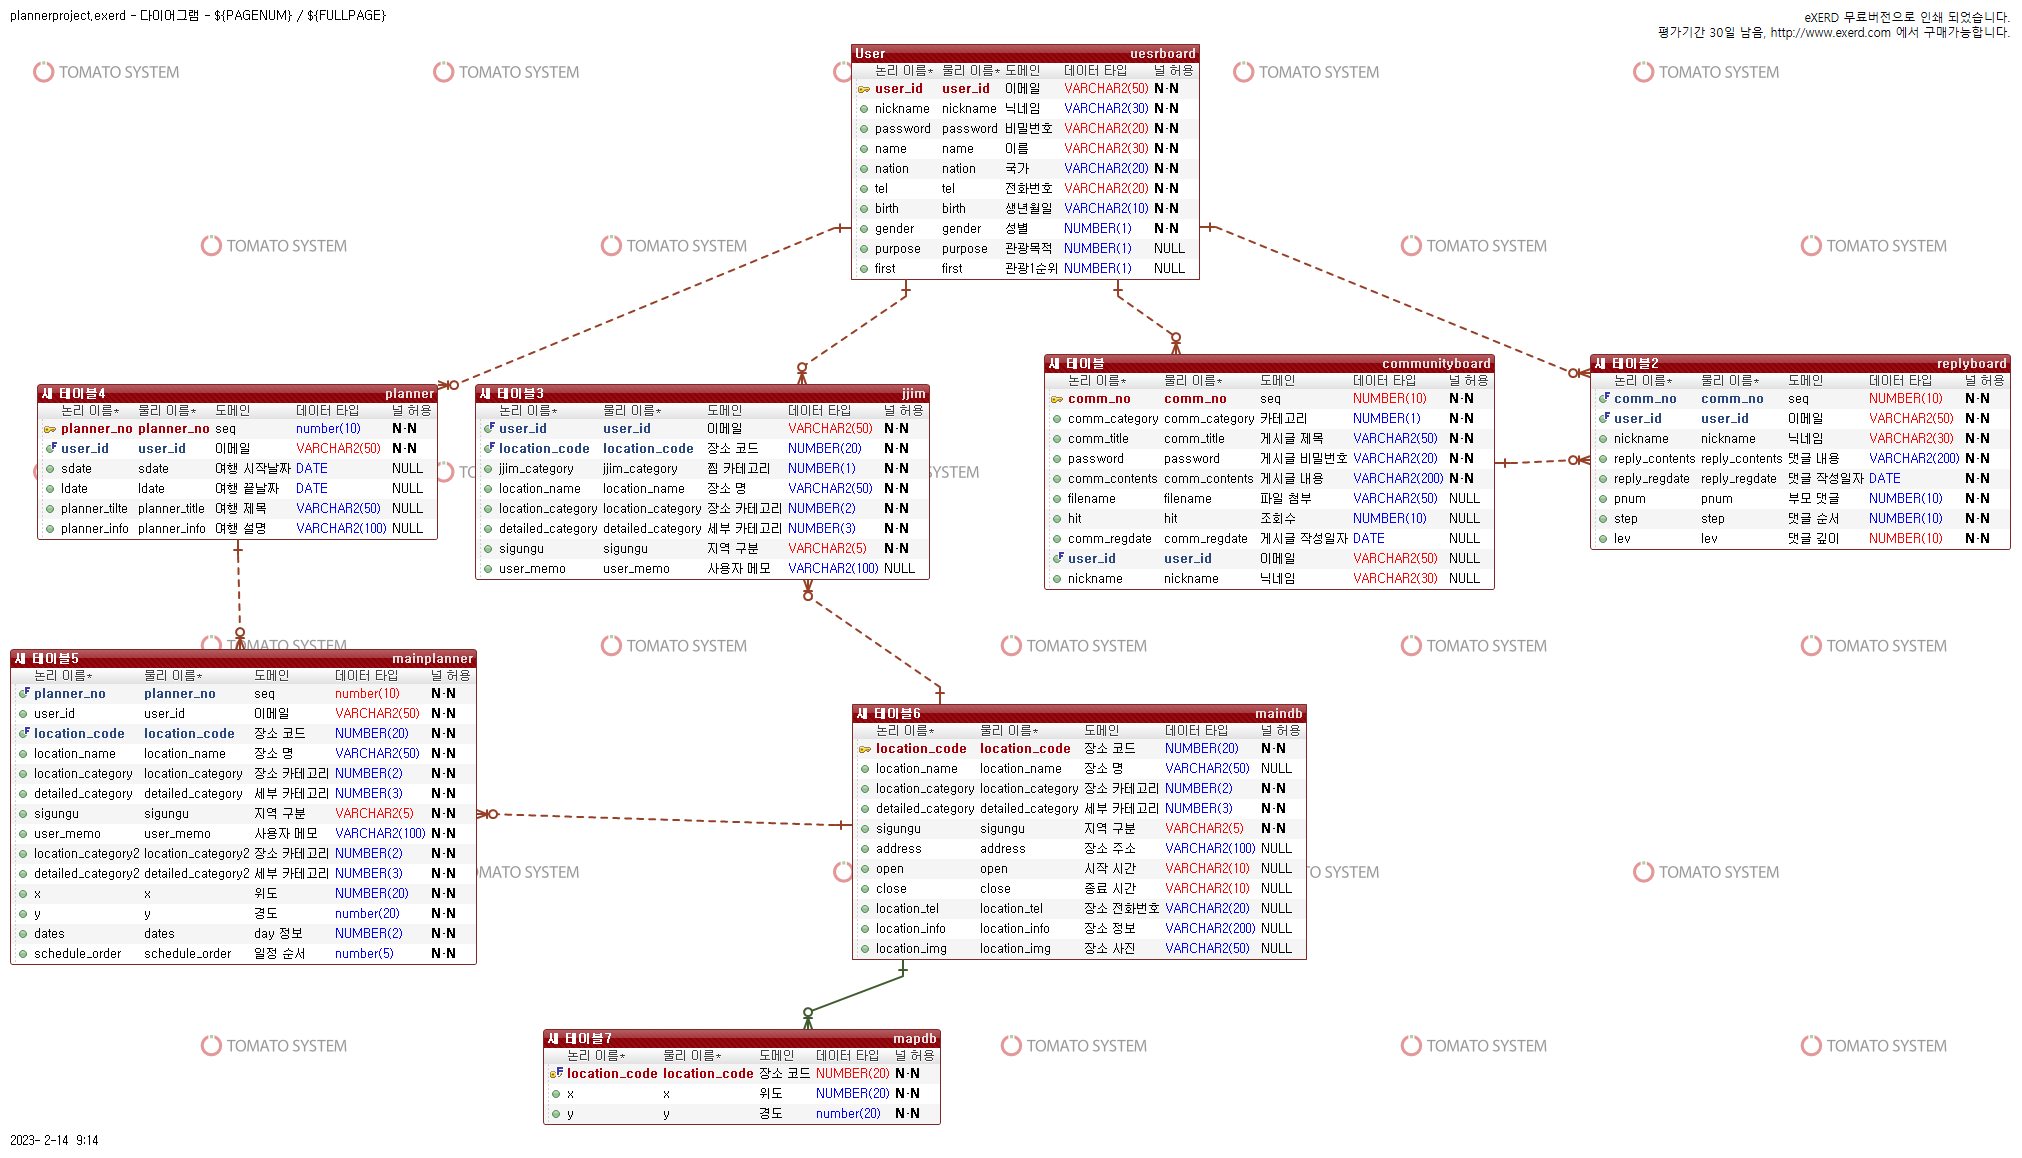 plannerproject.exerd - 다이어그램 - ${PAGENUM} / ${FULLPAGE}
eXERD 무료버전으로 인쇄 되었습니다.
평가기간 30일 남음, http://www.exerd.com 에서 구매가능합니다.
TOMATO SYSTEM TOMATO SYSTEM TOMATO SYSTEM TOMATO SYSTEM
User uesrboard
논리 이름* 물리 이름* 도메인 데이터 타입 널 허용
user_id user_id 이메일 VARCHAR2(50) N-N
nickname nickname 닉네임 VARCHAR2(30) N-N
password password 비밀번호 VARCHAR2(20) N-N
name name 이름 VARCHAR2(30) N-N
nation nation 국가 VARCHAR2(20) N-N
tel tel 전화번호 VARCHAR2(20) N-N
birth birth 생년월일 VARCHAR2(10) N-N
gender gender 성별 NUMBER(1) N-N
purpose purpose 관광목적 NUMBER(1) NULL
first first 관광1순위 NUMBER(1) NULL
TOMATO SYSTEM TOMATO SYSTEM TOMATO SYSTEM TOMATO SYSTEM
새 테이블4 planner
논리 이름* 물리 이름* 도메인 데이터 타입 널 허용
planner_no planner_no seq number(10) N-N
user_id user_id 이메일 VARCHAR2(50) N-N
sdate sdate 여행 시작날짜 DATE NULL
ldate ldate 여행 끝날짜 DATE NULL
planner_tilte planner_title 여행 제목 VARCHAR2(50) NULL
planner_info planner_info 여행 설명 VARCHAR2(100) NULL
새 테이블3 jjim
논리 이름* 물리 이름* 도메인 데이터 타입 널 허용
user_id user_id 이메일 VARCHAR2(50) N-N
location_code location_code 장소 코드 NUMBER(20) N-N
jjim_category jjim_category 찜 카테고리 NUMBER(1) N-N
location_name location_name 장소 명 VARCHAR2(50) N-N
location_category location_category 장소 카테고리 NUMBER(2) N-N
detailed_category detailed_category 세부 카테고리 NUMBER(3) N-N
sigungu sigungu 지역 구분 VARCHAR2(5) N-N
user_memo user_memo 사용자 메모 VARCHAR2(100) NULL
SYSTEM
새 테이블 communityboard
논리 이름* 물리 이름* 도메인 데이터 타입 널 허용
comm_no comm_no seq NUMBER(10) N-N
comm_category comm_category 카테고리 NUMBER(1) N-N
comm_title comm_title 게시글 제목 VARCHAR2(50) N-N
password password 게시글 비밀번호 VARCHAR2(20) N-N
comm_contents comm_contents 게시글 내용 VARCHAR2(200) N-N
filename filename 파일 첨부 VARCHAR2(50) NULL
hit hit 조회수 NUMBER(10) NULL
comm_regdate comm_regdate 게시글 작성일자 DATE NULL
user_id user_id 이메일 VARCHAR2(50) NULL
nickname nickname 닉네임 VARCHAR2(30) NULL
새 테이블2 replyboard
논리 이름* 물리 이름* 도메인 데이터 타입 널 허용
comm_no comm_no seq NUMBER(10) N-N
user_id user_id 이메일 VARCHAR2(50) N-N
nickname nickname 닉네임 VARCHAR2(30) N-N
reply_contents reply_contents 댓글 내용 VARCHAR2(200) N-N
reply_regdate reply_regdate 댓글 작성일자 DATE N-N
pnum pnum 부모 댓글 NUMBER(10) N-N
step step 댓글 순서 NUMBER(10) N-N
lev lev 댓글 깊이 NUMBER(10) N-N
TOMATO SYSTEM TOMATO SYSTEM TOMATO SYSTEM TOMATO SYSTEM TOMATO SYSTEM
새 테이블5 mainplanner
논리 이름* 물리 이름* 도메인 데이터 타입 널 허용
planner_no planner_no seq number(10) N-N
user_id user_id 이메일 VARCHAR2(50) N-N
location_code location_code 장소 코드 NUMBER(20) N-N
location_name location_name 장소 명 VARCHAR2(50) N-N
location_category location_category 장소 카테고리 NUMBER(2) N-N
detailed_category detailed_category 세부 카테고리 NUMBER(3) N-N
sigungu sigungu 지역 구분 VARCHAR2(5) N-N
user_memo user_memo 사용자 메모 VARCHAR2(100) N-N
location_category2 location_category2 장소 카테고리 NUMBER(2) N-N
detailed_category2 detailed_category2 세부 카테고리 NUMBER(3) N-N
x x 위도 NUMBER(20) N-N
y y 경도 number(20) N-N
dates dates day 정보 NUMBER(2) N-N
schedule_order schedule_order 일정 순서 number(5) N-N
새 테이블6 maindb
논리 이름* 물리 이름* 도메인 데이터 타입 널 허용
location_code location_code 장소 코드 NUMBER(20) N-N
location_name location_name 장소 명 VARCHAR2(50) NULL
location_category location_category 장소 카테고리 NUMBER(2) N-N
detailed_category detailed_category 세부 카테고리 NUMBER(3) N-N
sigungu sigungu 지역 구분 VARCHAR2(5) N-N
address address 장소 주소 VARCHAR2(100) NULL
open open 시작 시간 VARCHAR2(10) NULL
close close 종료 시간 VARCHAR2(10) NULL
location_tel location_tel 장소 전화번호 VARCHAR2(20) NULL
location_info location_info 장소 정보 VARCHAR2(200) NULL
location_img location_img 장소 사진 VARCHAR2(50) NULL
MATO SYSTEM TO SYSTEM TOMATO SYSTEM
새 테이블7 mapdb
논리 이름* 물리 이름* 도메인 데이터 타입 널 허용
location_code location_code 장소 코드 NUMBER(20) N-N
x x 위도 NUMBER(20) N-N
y y 경도 number(20) N-N
TOMATO SYSTEM TOMATO SYSTEM TOMATO SYSTEM TOMATO SYSTEM
2023- 2-14 9:14